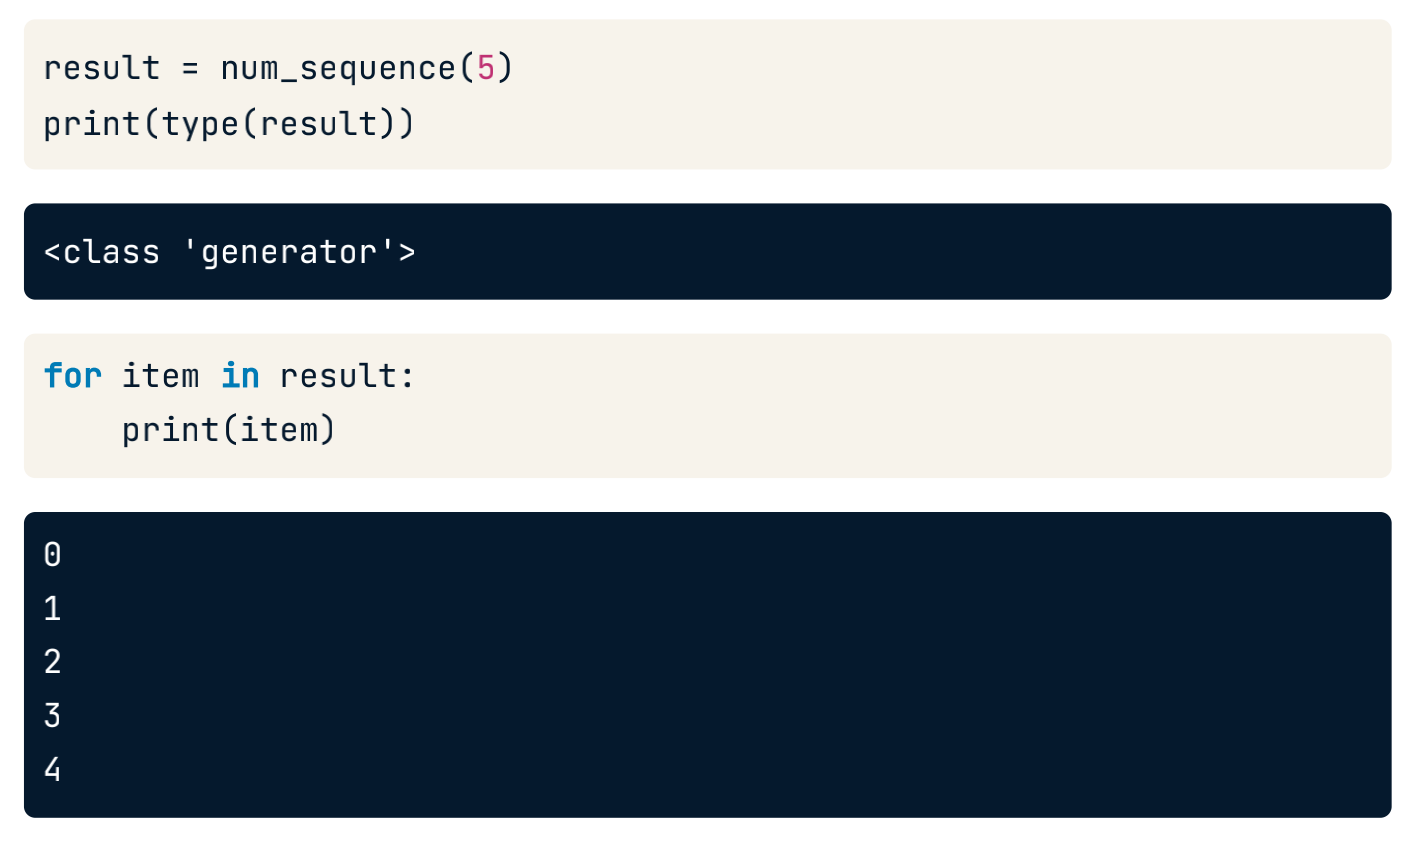 result = num_sequence(5)
print(type(result))
<class 'generator'>
for item in result:
    print(item)
0
1
2
3
4